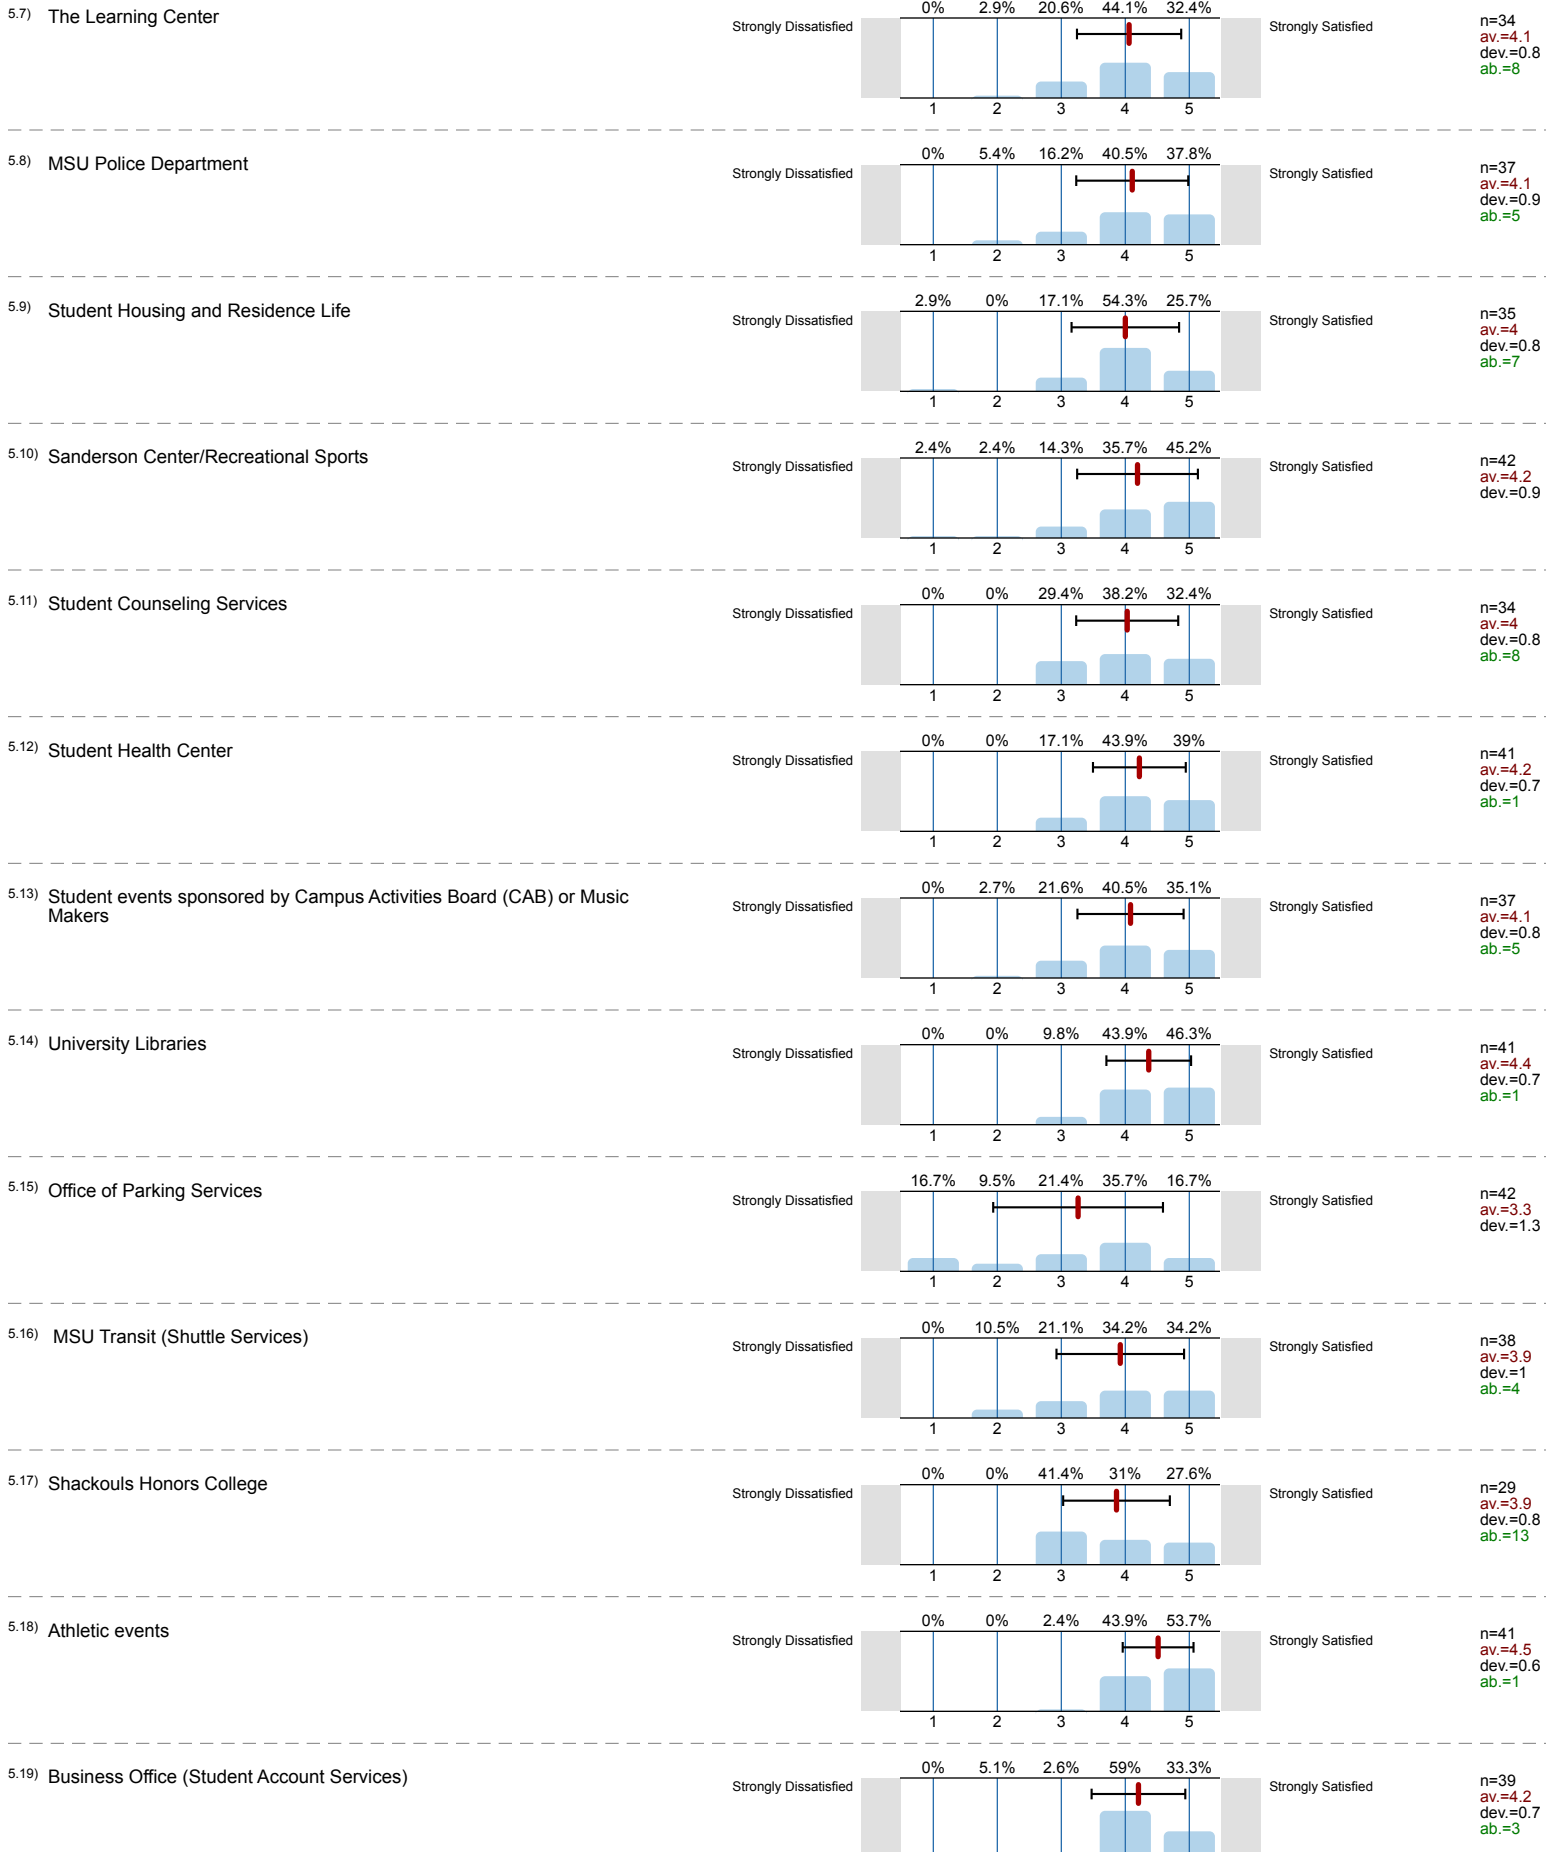 5.7) The Learning Center
0% 2.9% 20.6% 44.1% 32.4%
Strongly Dissatisfied Strongly Satisfied
n=34
av.=4.1
dev.=0.8
ab.=8
1 2 3 4 5
5.8) MSU Police Department
0% 5.4% 16.2% 40.5% 37.8%
Strongly Dissatisfied Strongly Satisfied
n=37
av.=4.1
dev.=0.9
ab.=5
1 2 3 4 5
5.9) Student Housing and Residence Life
2.9% 0% 17.1% 54.3% 25.7%
Strongly Dissatisfied Strongly Satisfied
n=35
av.=4
dev.=0.8
ab.=7
1 2 3 4 5
5.10) Sanderson Center/Recreational Sports
2.4% 2.4% 14.3% 35.7% 45.2%
Strongly Dissatisfied Strongly Satisfied
n=42
av.=4.2
dev.=0.9
1 2 3 4 5
5.11) Student Counseling Services
0% 0% 29.4% 38.2% 32.4%
Strongly Dissatisfied Strongly Satisfied
n=34
av.=4
dev.=0.8
ab.=8
1 2 3 4 5
5.12) Student Health Center
0% 0% 17.1% 43.9% 39%
Strongly Dissatisfied Strongly Satisfied
n=41
av.=4.2
dev.=0.7
ab.=1
1 2 3 4 5
5.13) Student events sponsored by Campus Activities Board (CAB) or Music
Makers
0% 2.7% 21.6% 40.5% 35.1%
Strongly Dissatisfied Strongly Satisfied
n=37
av.=4.1
dev.=0.8
ab.=5
1 2 3 4 5
5.14) University Libraries
0% 0% 9.8% 43.9% 46.3%
Strongly Dissatisfied Strongly Satisfied
n=41
av.=4.4
dev.=0.7
ab.=1
1 2 3 4 5
5.15) Office of Parking Services
16.7% 9.5% 21.4% 35.7% 16.7%
Strongly Dissatisfied Strongly Satisfied
n=42
av.=3.3
dev.=1.3
1 2 3 4 5
5.16) MSU Transit (Shuttle Services)
0% 10.5% 21.1% 34.2% 34.2%
Strongly Dissatisfied Strongly Satisfied
n=38
av.=3.9
dev.=1
ab.=4
1 2 3 4 5
5.17) Shackouls Honors College
0% 0% 41.4% 31% 27.6%
Strongly Dissatisfied Strongly Satisfied
n=29
av.=3.9
dev.=0.8
ab.=13
1 2 3 4 5
5.18) Athletic events
0% 0% 2.4% 43.9% 53.7%
Strongly Dissatisfied Strongly Satisfied
n=41
av.=4.5
dev.=0.6
ab.=1
1 2 3 4 5
5.19) Business Office (Student Account Services)
0% 5.1% 2.6% 59% 33.3%
Strongly Dissatisfied Strongly Satisfied
n=39
av.=4.2
dev.=0.7
ab.=3